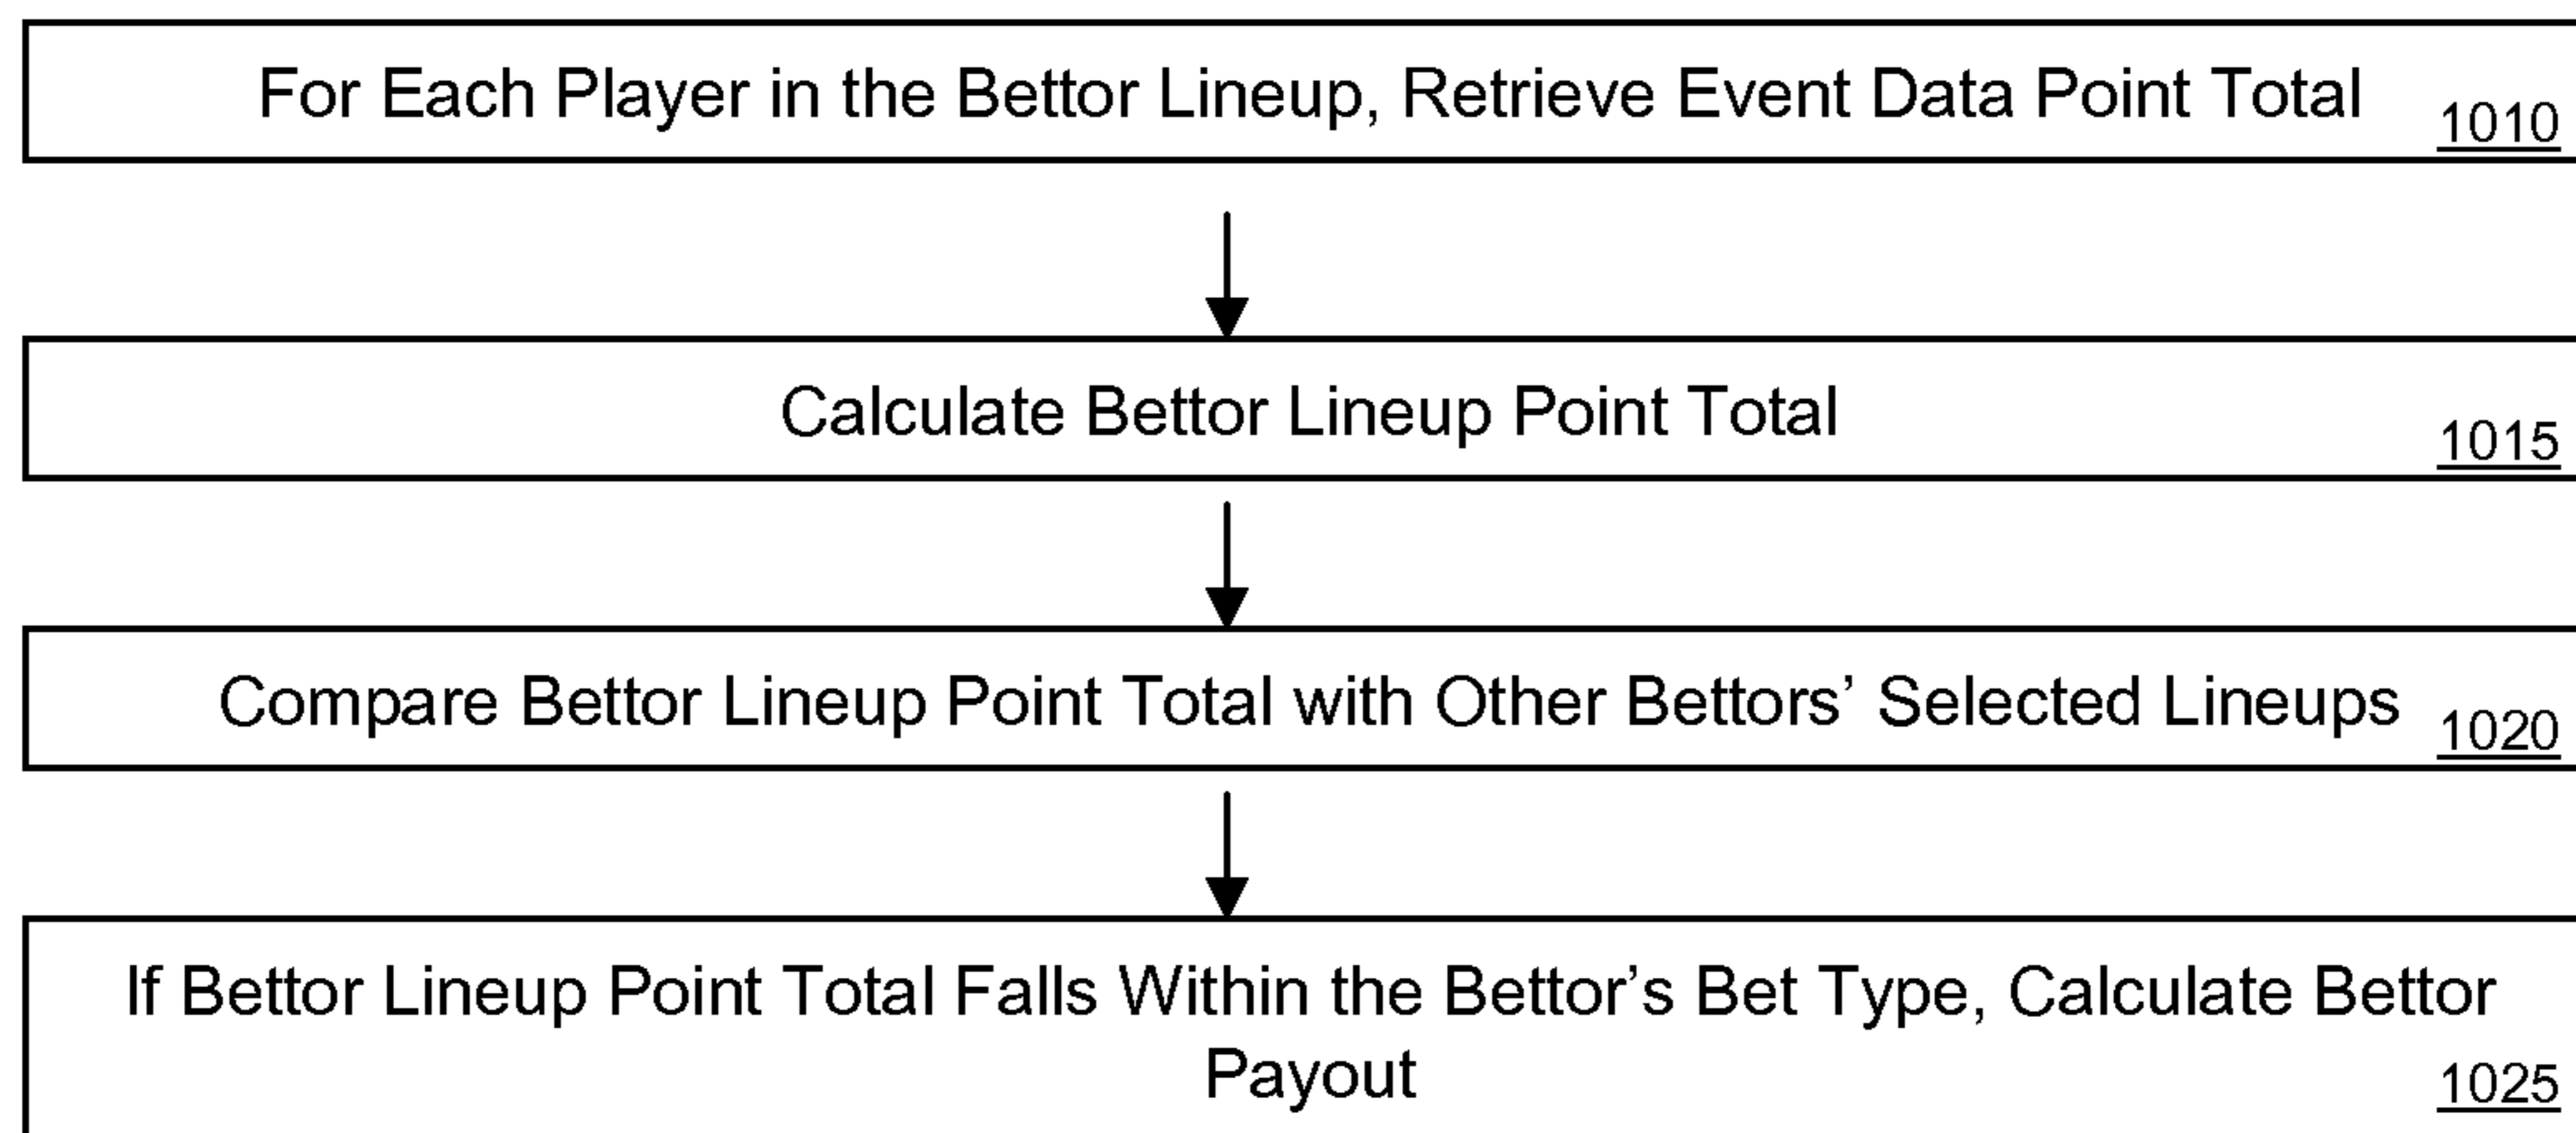 For Each Player in the Bettor Lineup, Retrieve Event Data Point Total
1010
Calculate Bettor Lineup Point Total
1015
Compare Bettor Lineup Point Total with Other Bettors’ Selected Lineups
1020
If Bettor Lineup Point Total Falls Within the Bettor’s Bet Type, Calculate Bettor
Payout
1025